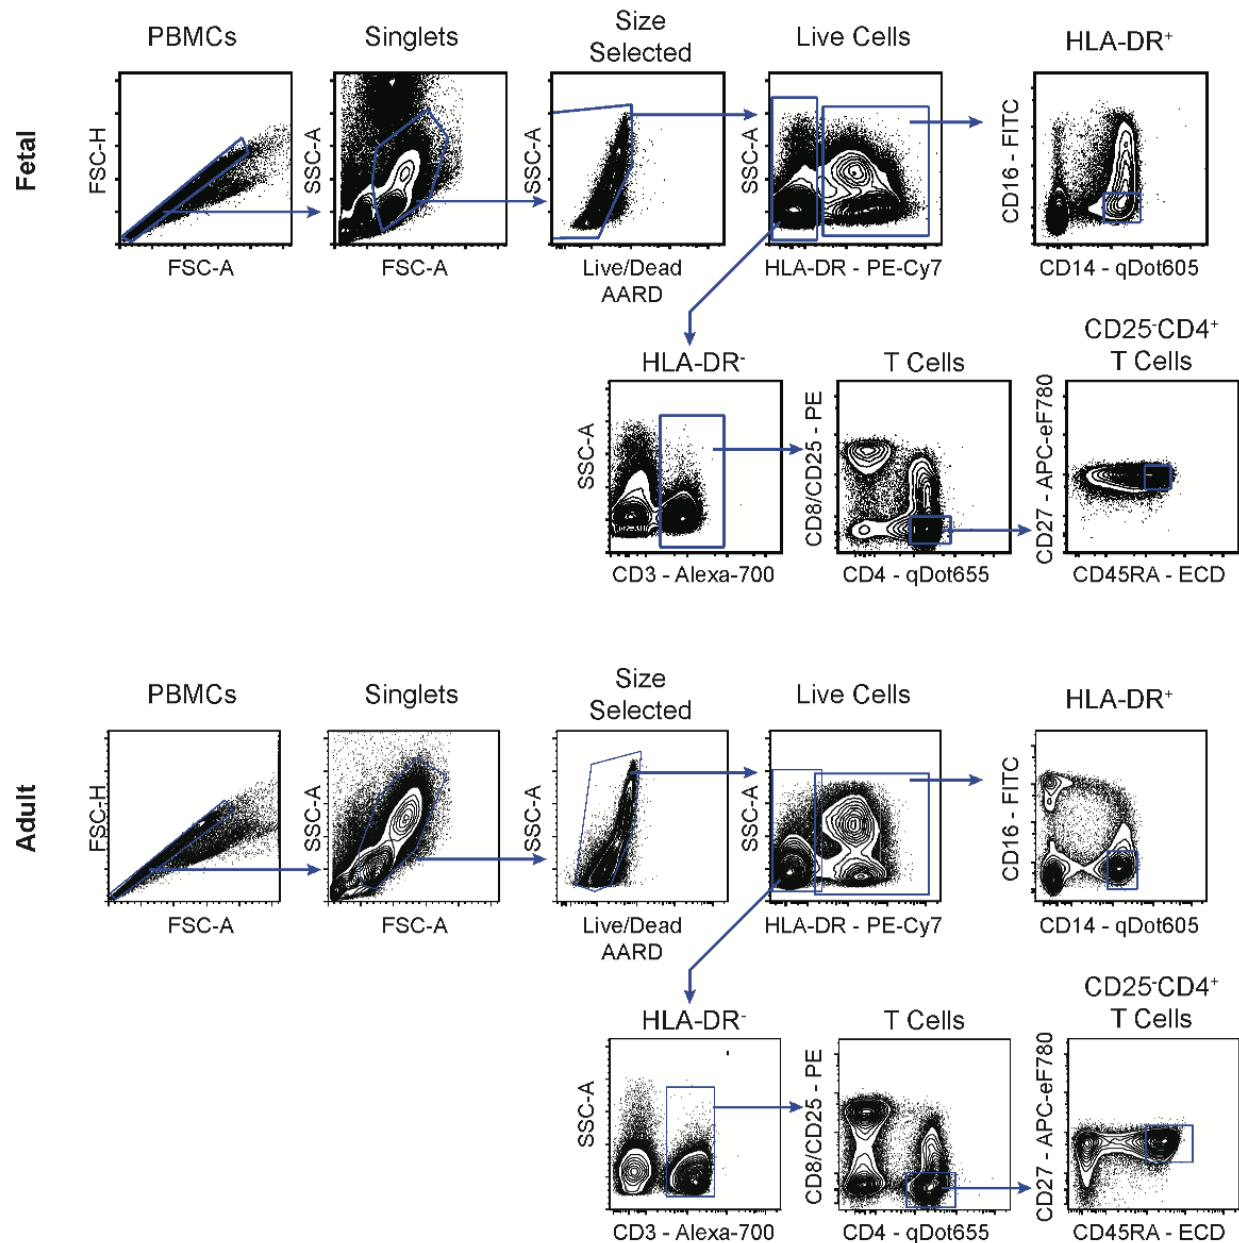 Fetal
PBMCs
FSC-H
FSC-A
Singlets
SSC-A
FSC-A
Size
Selected
SSC-A
Live/Dead
AARD
Live Cells
SSC-A
HLA-DR - PE-Cy7
HLA-DR⁺
CD16 - FITC
CD14 - qDot605
HLA-DR⁻
SSC-A
CD3 - Alexa-700
T Cells
CD8/CD25 - PE
CD4 - qDot655
CD25⁻CD4⁺
T Cells
CD27 - APC-eF780
CD45RA - ECD
Adult
PBMCs
FSC-H
FSC-A
Singlets
SSC-A
FSC-A
Size
Selected
SSC-A
Live/Dead
AARD
Live Cells
SSC-A
HLA-DR - PE-Cy7
HLA-DR⁺
CD16 - FITC
CD14 - qDot605
HLA-DR⁻
SSC-A
CD3 - Alexa-700
T Cells
CD8/CD25 - PE
CD4 - qDot655
CD25⁻CD4⁺
T Cells
CD27 - APC-eF780
CD45RA - ECD